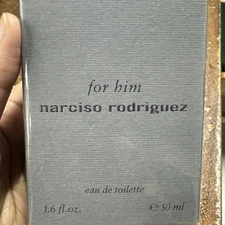 for him
narciso rodriguez
eau de toilette
1.6 fl.oz. ℮ 50 ml